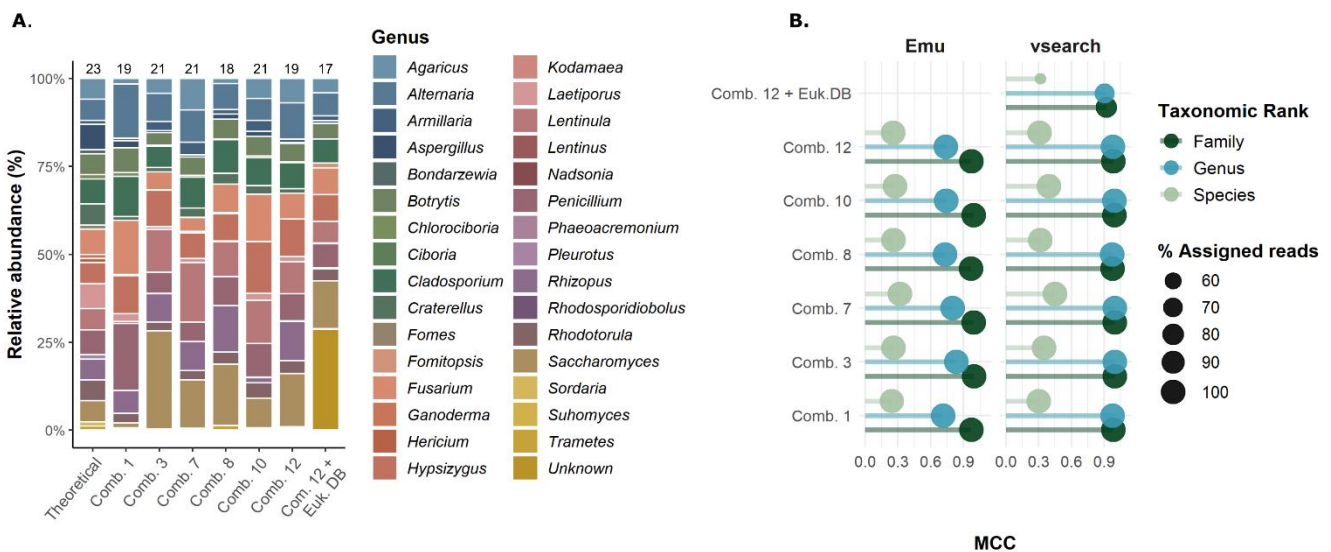 A.
B.
Relative abundance (%)
100%
75%
50%
25%
0%
23
19
21
21
18
21
19
17
Theoretical
Comb. 1
Comb. 3
Comb. 7
Comb. 8
Comb. 10
Comb. 12
Com. 12 +
Euk. DB
Genus
Agaricus
Alternaria
Armillaria
Aspergillus
Bondarzewia
Botrytis
Chlorociboria
Ciboria
Cladosporium
Craterellus
Fomes
Fomitopsis
Fusarium
Ganoderma
Hericium
Hypsizygus
Kodamaea
Laetiporus
Lentinula
Lentinus
Nadsonia
Penicillium
Phaeoacremonium
Pleurotus
Rhizopus
Rhodosporidiobolus
Rhodotorula
Saccharomyces
Sordaria
Suhomyces
Trametes
Unknown
Emu
vsearch
Comb. 12 + Euk.DB
Comb. 12
Comb. 10
Comb. 8
Comb. 7
Comb. 3
Comb. 1
0.0
0.3
0.6
0.9
0.0
0.3
0.6
0.9
MCC
Taxonomic Rank
Family
Genus
Species
% Assigned reads
60
70
80
90
100